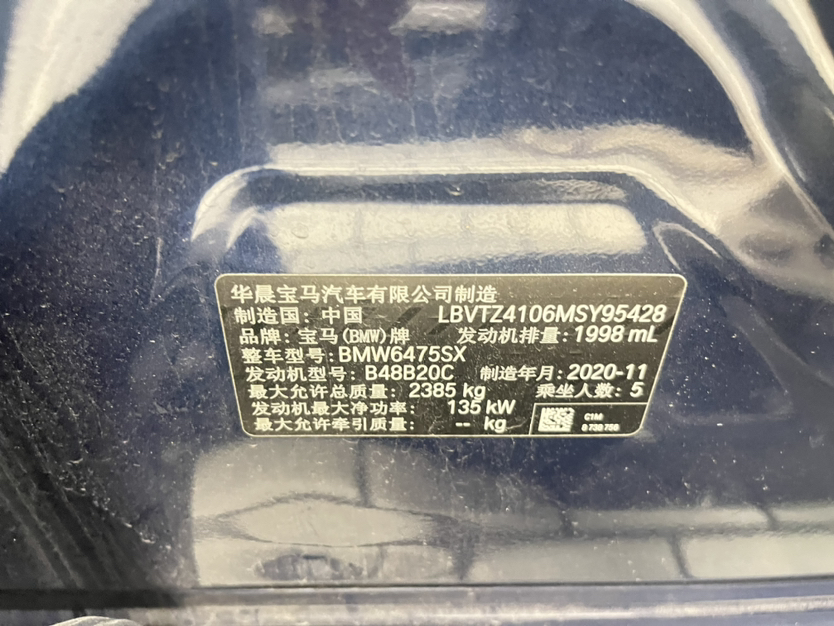 华晨宝马汽车有限公司制造
制造国: 中国 LBVTZ4106MSY95428
品牌: 宝马(BMW)牌 发动机排量: 1998 mL
整车型号: BMW6475SX
发动机型号: B48B20C 制造年月: 2020-11
最大允许总质量: 2385 kg 乘坐人数: 5
发动机最大净功率: 135 kW
最大允许牵引质量: -- kg